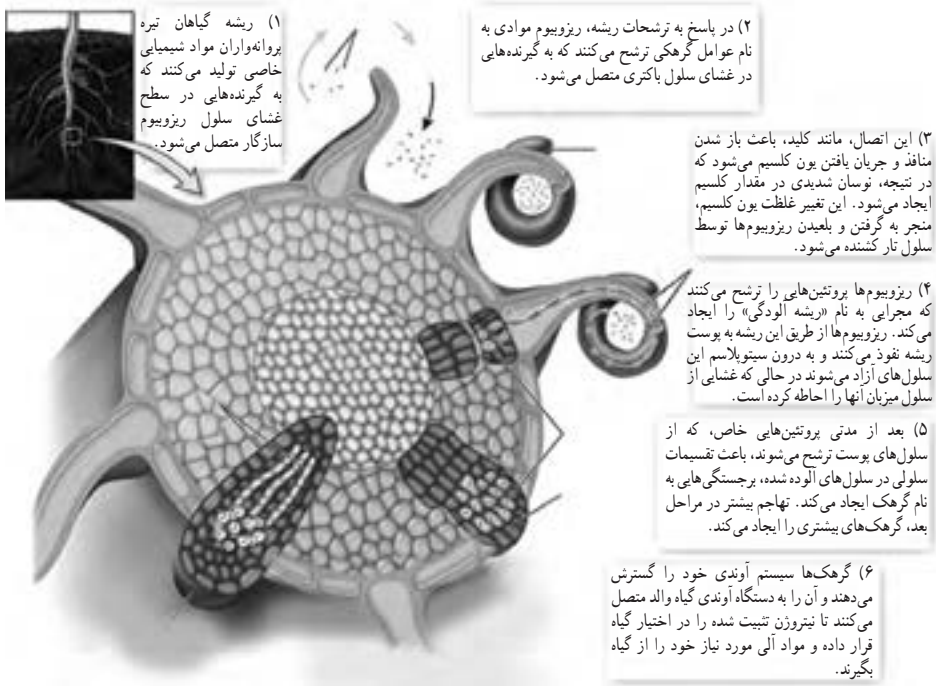 ۱) ریشه گیاهان تیره
پروانه‌واران مواد شیمیایی
خاصی تولید می‌کنند که
به گیرنده‌هایی در سطح
غشای سلول ریزوبیوم
سازگار متصل می‌شود.
۲) در پاسخ به ترشحات ریشه، ریزوبیوم موادی به
نام عوامل گرهکی ترشح می‌کنند که به گیرنده‌هایی
در غشای سلول باکتری متصل می‌شود.
۳) این اتصال، مانند کلید، باعث باز شدن
منافذ و جریان یافتن یون کلسیم می‌شود که
در نتیجه، نوسان شدیدی در مقدار کلسیم
ایجاد می‌شود. این تغییر غلظت یون کلسیم،
منجر به گرفتن و بلعیدن ریزوبیوم‌ها توسط
سلول تار کشنده می‌شود.
۴) ریزوبیوم‌ها پروتئین‌هایی را ترشح می‌کنند
که مجرایی به نام «ریشه آلودگی» را ایجاد
می‌کند. ریزوبیوم‌ها از طریق این ریشه به پوست
ریشه نفوذ می‌کنند و به درون سیتوپلاسم این
سلول‌های آزاد می‌شوند در حالی که غشایی از
سلول میزبان آنها را احاطه کرده است.
۵) بعد از مدتی پروتئین‌هایی خاص، که از
سلول‌های پوست ترشح می‌شوند، باعث تقسیمات
سلولی در سلول‌های آلوده شده، برجستگی‌هایی به
نام گرهک ایجاد می‌کند. تهاجم بیشتر در مراحل
بعد، گرهک‌های بیشتری را ایجاد می‌کند.
۶) گرهک‌ها سیستم آوندی خود را گسترش
می‌دهند و آن را به دستگاه آوندی گیاه والد متصل
می‌کنند تا نیتروژن تثبیت شده را در اختیار گیاه
قرار داده و مواد آلی مورد نیاز خود را از گیاه
بگیرند.